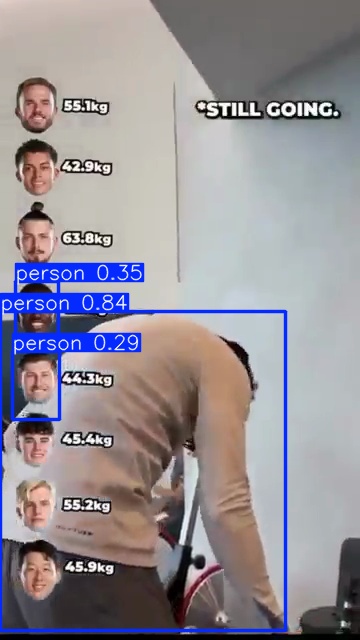 55.1kg
*STILL GOING.
42.9kg
63.8kg
person 0.35
person 0.84
person 0.29
44.3kg
45.4kg
55.2kg
45.9kg